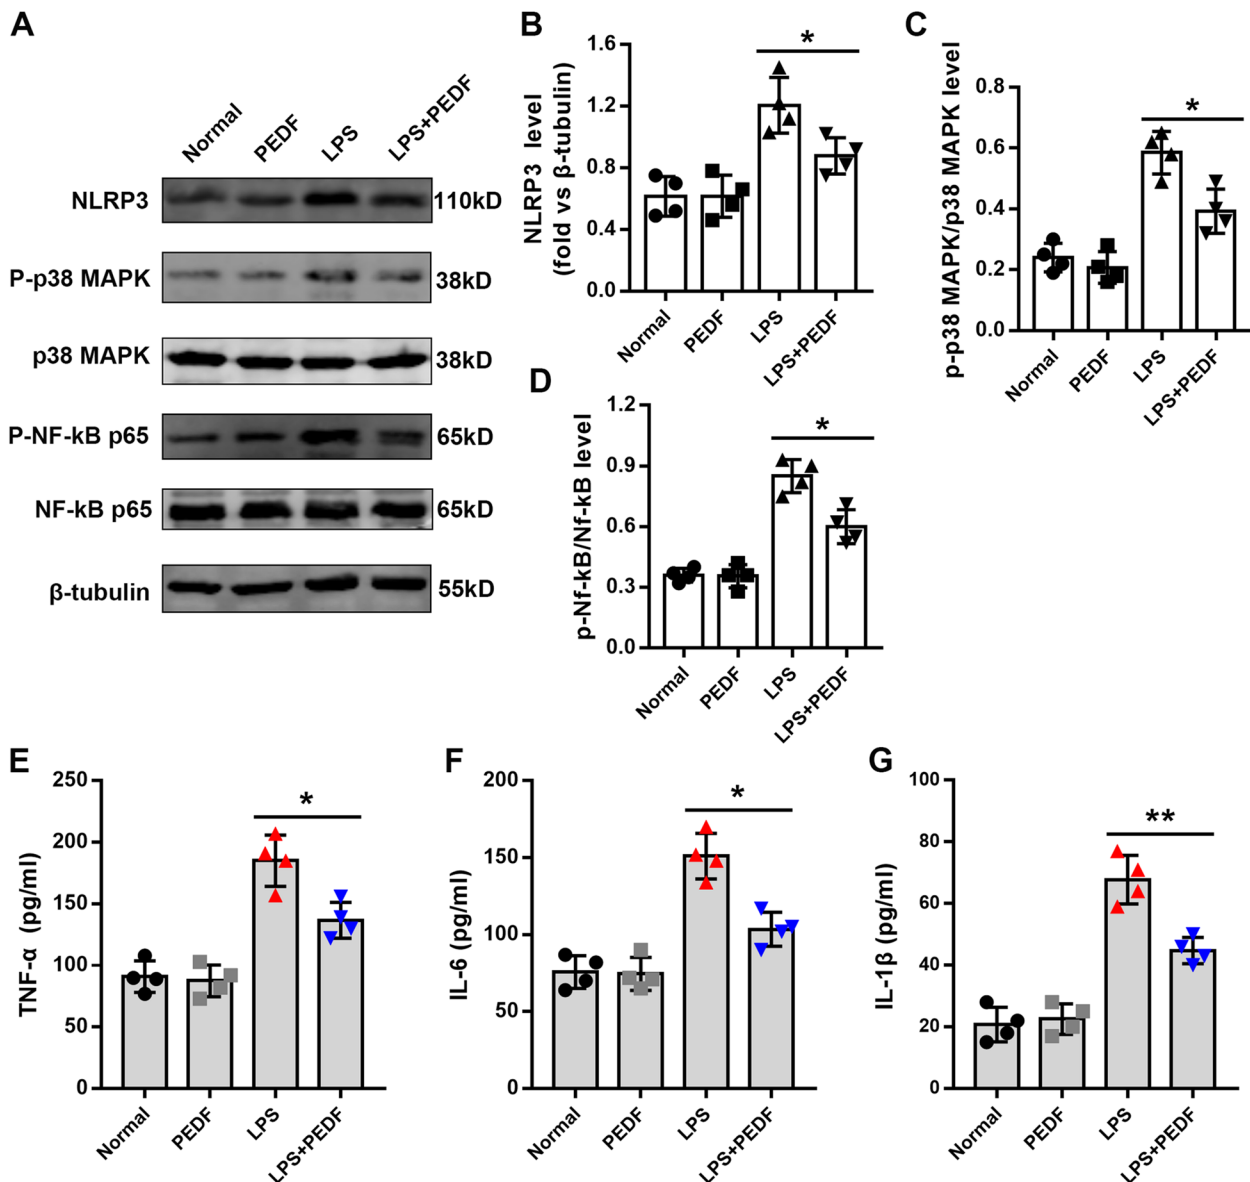 A
Normal
PEDF
LPS
LPS+PEDF
NLRP3
110kD
P-p38 MAPK
38kD
p38 MAPK
38kD
P-NF-kB p65
65kD
NF-kB p65
65kD
β-tubulin
55kD
B
NLRP3 level
(fold vs β-tubulin)
1.6
1.2
0.8
0.4
0.0
*
Normal
PEDF
LPS
LPS+PEDF
C
p-p38 MAPK/p38 MAPK level
0.8
0.6
0.4
0.2
0.0
*
Normal
PEDF
LPS
LPS+PEDF
D
p-Nf-kB/Nf-kB level
1.2
0.9
0.6
0.3
0.0
*
Normal
PEDF
LPS
LPS+PEDF
E
TNF-α (pg/ml)
250
200
150
100
50
0
*
Normal
PEDF
LPS
LPS+PEDF
F
IL-6 (pg/ml)
200
150
100
50
0
*
Normal
PEDF
LPS
LPS+PEDF
G
IL-1β (pg/ml)
100
80
60
40
20
0
**
Normal
PEDF
LPS
LPS+PEDF